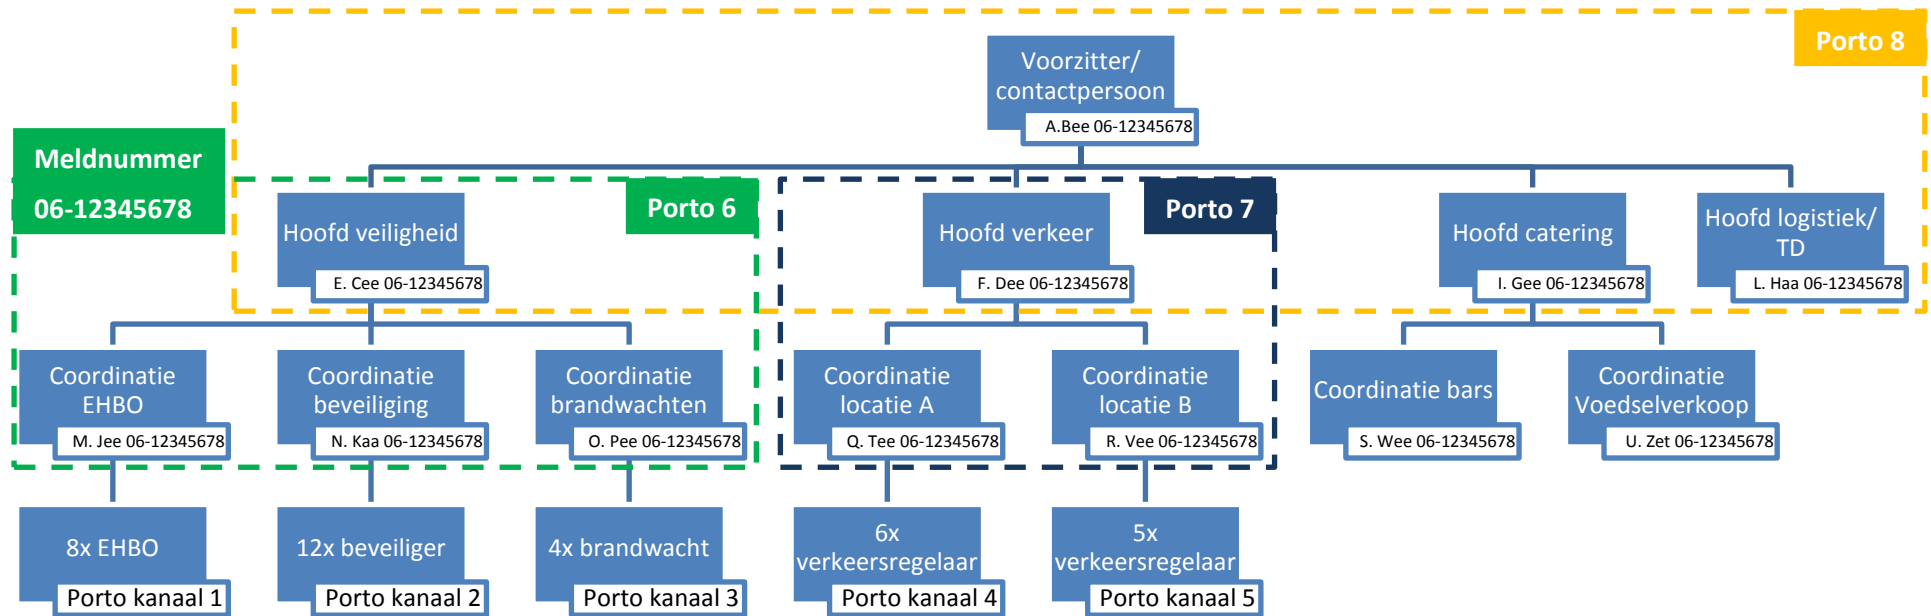 Porto 8
Voorzitter/
contactpersoon
A.Bee 06-12345678
Meldnummer
06-12345678
Porto 6
Porto 7
Hoofd veiligheid
E. Cee 06-12345678
Hoofd verkeer
F. Dee 06-12345678
Hoofd catering
I. Gee 06-12345678
Hoofd logistiek/
TD
L. Haa 06-12345678
Coordinatie
EHBO
M. Jee 06-12345678
Coordinatie
beveiliging
N. Kaa 06-12345678
Coordinatie
brandwachten
O. Pee 06-12345678
Coordinatie
locatie A
Q. Tee 06-12345678
Coordinatie
locatie B
R. Vee 06-12345678
Coordinatie bars
S. Wee 06-12345678
Coordinatie
Voedselverkoop
U. Zet 06-12345678
8x EHBO
Porto kanaal 1
12x beveiliger
Porto kanaal 2
4x brandwacht
Porto kanaal 3
6x
verkeersregelaar
Porto kanaal 4
5x
verkeersregelaar
Porto kanaal 5